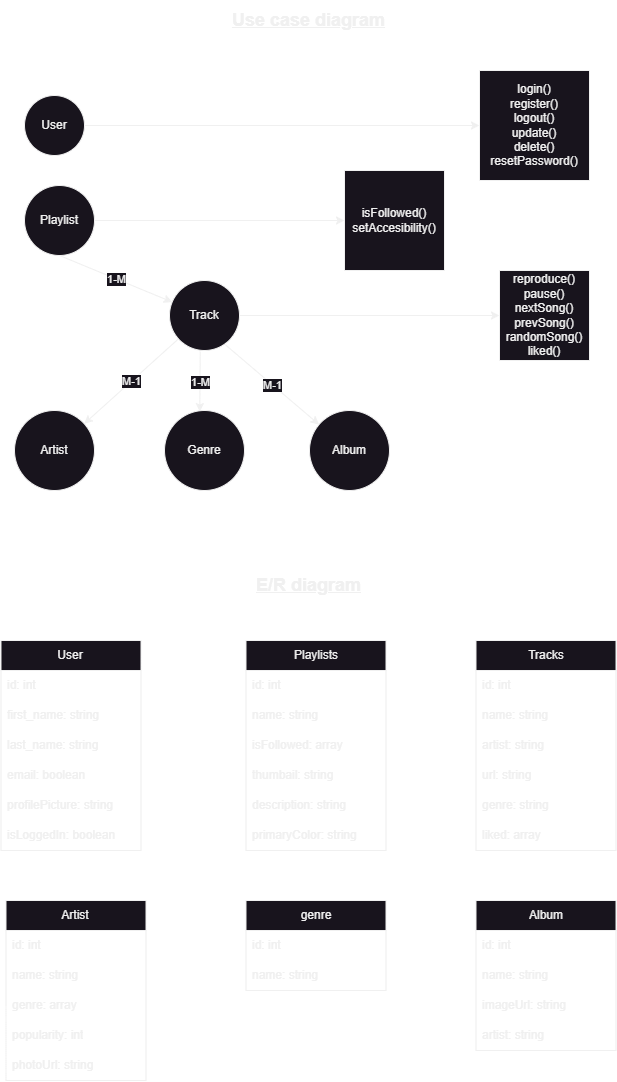 Use case diagram
User
login()
register()
logout()
update()
delete()
resetPassword()
Playlist
isFollowed()
setAccesibility()
1-M
Track
reproduce()
pause()
nextSong()
prevSong()
randomSong()
liked()
M-1
1-M
M-1
Artist
Genre
Album
E/R diagram
User
id: int
first_name: string
last_name: string
email: boolean
profilePicture: string
isLoggedIn: boolean
Playlists
id: int
name: string
isFollowed: array
thumbail: string
description: string
primaryColor: string
Tracks
id: int
name: string
artist: string
url: string
genre: string
liked: array
Artist
id: int
name: string
genre: array
popularity: int
photoUrl: string
genre
id: int
name: string
Album
id: int
name: string
imageUrl: string
artist: string